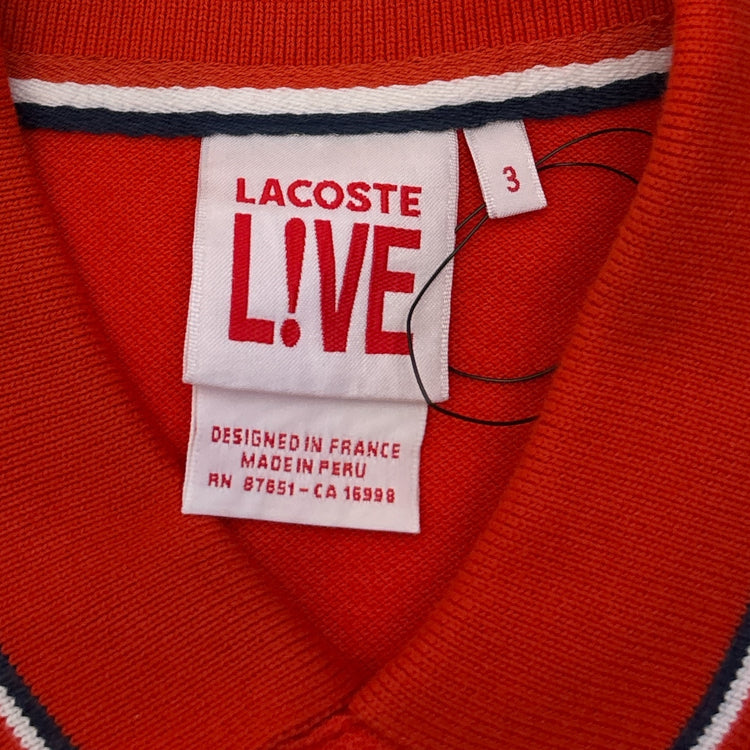 LACOSTE
L!VE
3
DESIGNED IN FRANCE
MADE IN PERU
RN 87651-CA 16998